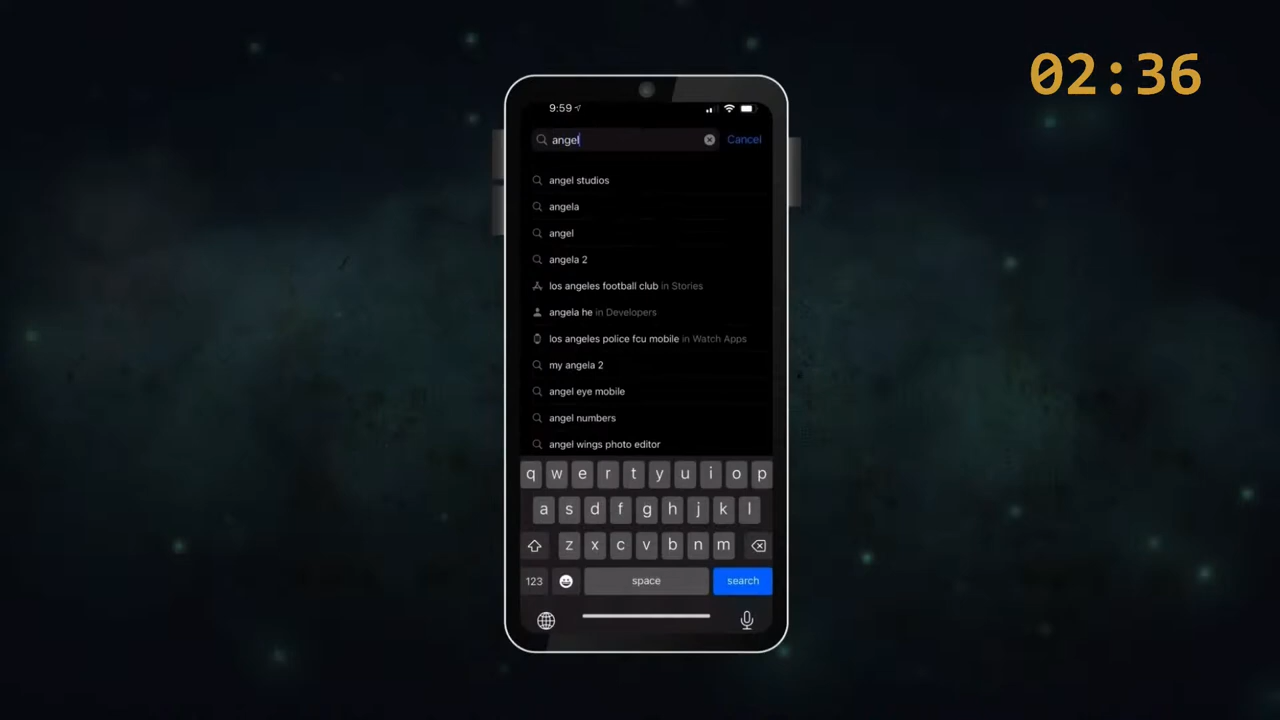 02:36
9:59
angel
Cancel
angel studios
angela
angel
angela 2
los angeles football club in Stories
angela he in Developers
los angeles police fcu mobile in Watch Apps
my angela 2
angel eye mobile
angel numbers
angel wings photo editor
q w e r t y u i o p
a s d f g h j k l
z x c v b n m
123 space search